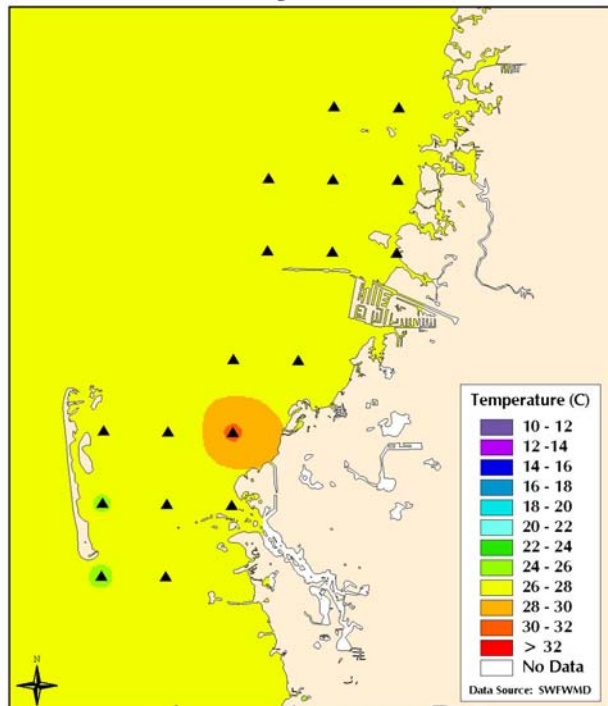 Temperature (C)
10 - 12
12 -14
14 - 16
16 - 18
18 - 20
20 - 22
22 - 24
24 - 26
26 - 28
28 - 30
30 - 32
> 32
No Data
Data Source: SWFWMD
N